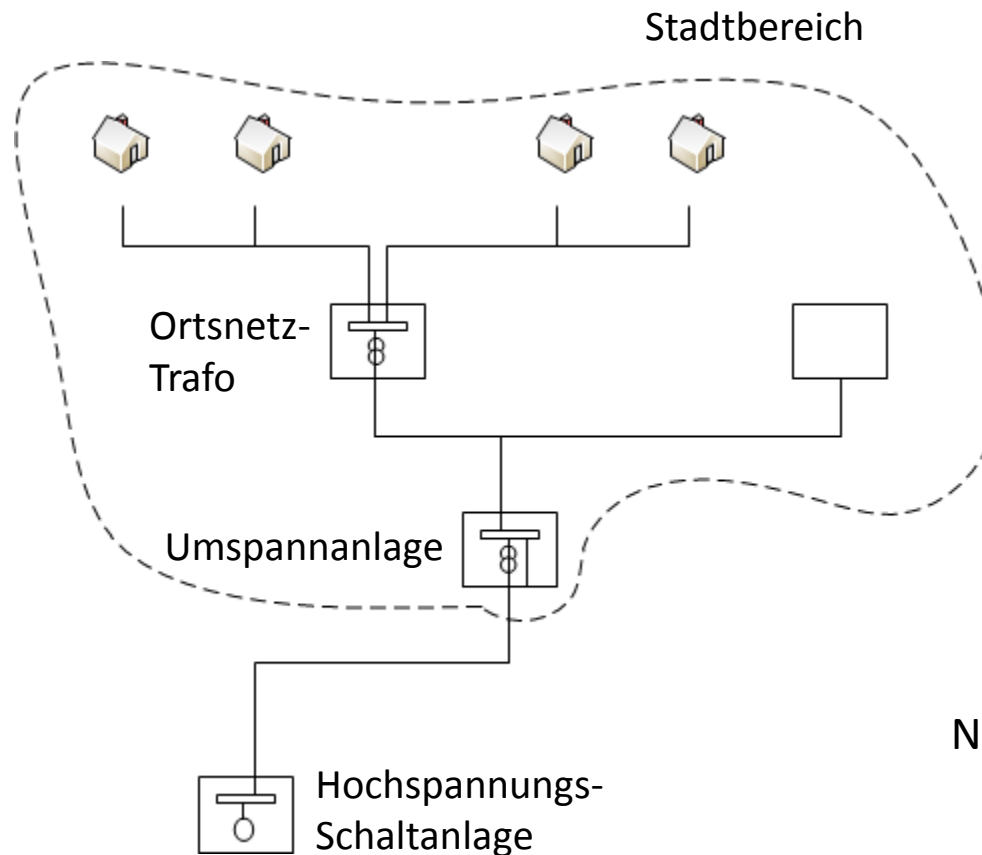 Stadtbereich
Ortsnetz-
Trafo
Umspannanlage
N
Hochspannungs-
Schaltanlage